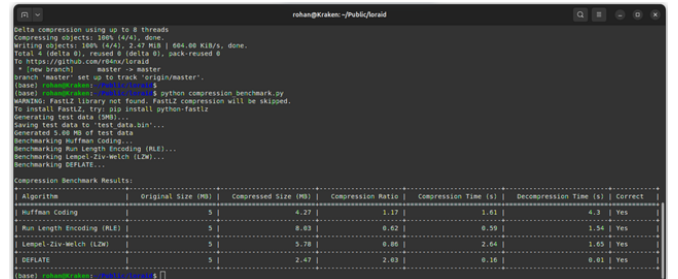 rohan@Kraken: ~/Public/loraid
Delta compression using up to 8 threads
Compressing objects: 100% (4/4), done.
Writing objects: 100% (4/4), 2.47 MiB | 604.00 KiB/s, done.
Total 4 (delta 0), reused 0 (delta 0), pack-reused 0
To https://github.com/r04nx/loraid
* [new branch] master -> master
branch 'master' set up to track 'origin/master'.
(base) rohan@Kraken:~/Public/loraid$
(base) rohan@Kraken:~/Public/loraid$ python compression_benchmark.py
WARNING: FastLZ library not found. FastLZ compression will be skipped.
To install FastLZ, try: pip install python-fastlz
Generating test data (5MB)...
Saving test data to 'test_data.bin'...
Generated 5.00 MB of test data
Benchmarking Huffman Coding...
Benchmarking Run Length Encoding (RLE)...
Benchmarking Lempel-Ziv-Welch (LZW)...
Benchmarking DEFLATE...
Compression Benchmark Results:
| Algorithm | Original Size (MB) | Compressed Size (MB) | Compression Ratio | Compression Time (s) | Decompression Time (s) | Correct |
| Huffman Coding | 5 | 4.27 | 1.17 | 1.61 | 4.3 | Yes |
| Run Length Encoding (RLE) | 5 | 8.03 | 0.62 | 0.59 | 1.54 | Yes |
| Lempel-Ziv-Welch (LZW) | 5 | 5.78 | 0.86 | 2.64 | 1.65 | Yes |
| DEFLATE | 5 | 2.47 | 2.03 | 0.16 | 0.01 | Yes |
(base) rohan@Kraken:~/Public/loraid$